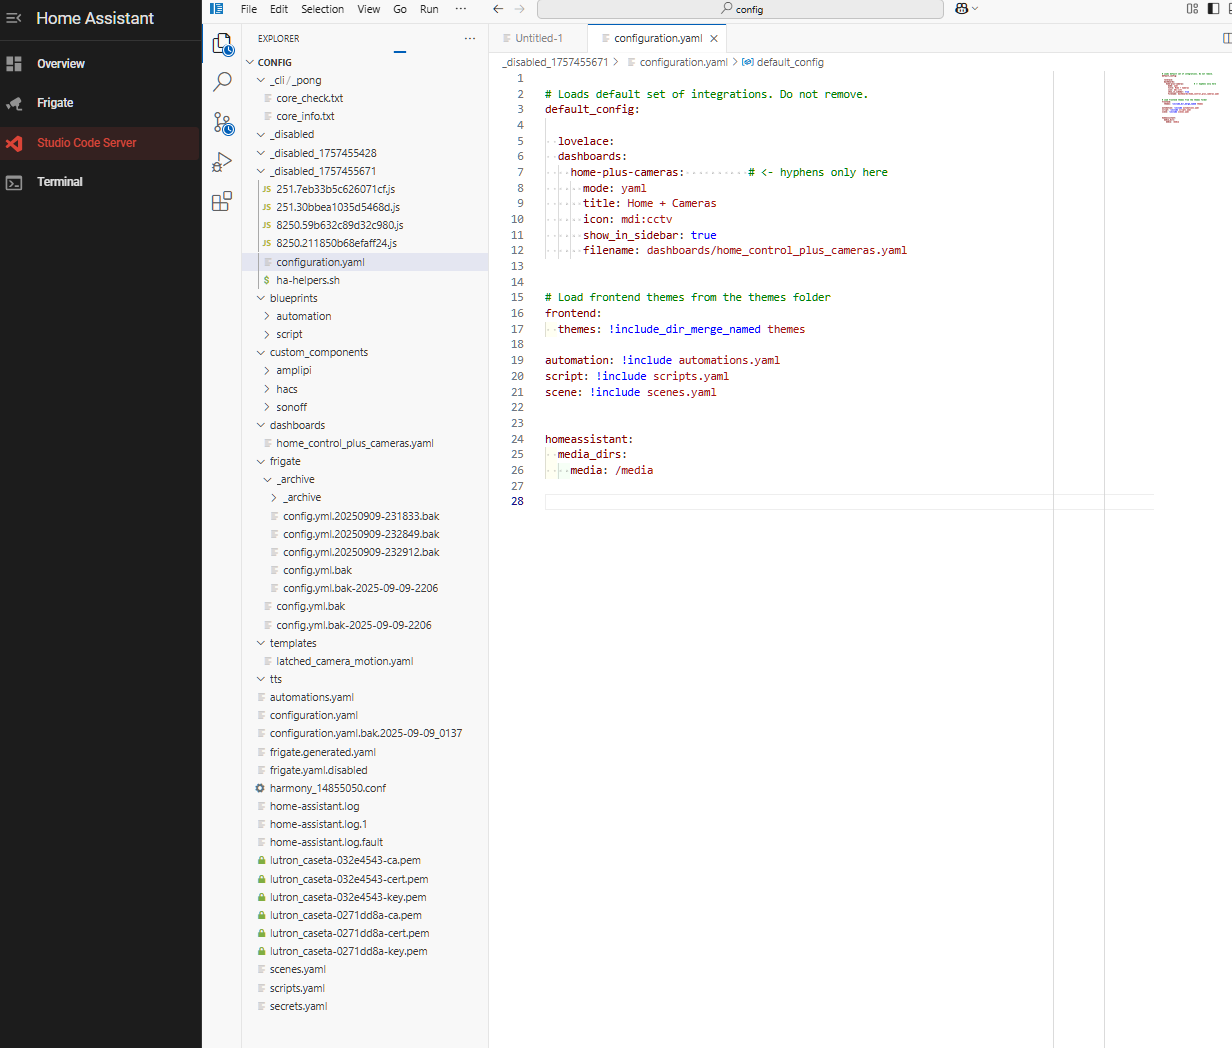 Home Assistant
Overview
Frigate
Studio Code Server
Terminal
File Edit Selection View Go Run ···
config
EXPLORER ···
CONFIG
_cli / _pong
core_check.txt
core_info.txt
_disabled
_disabled_1757455428
_disabled_1757455671
JS 251.7eb33b5c626071cf.js
JS 251.30bbea1035d5468d.js
JS 8250.59b632c89d32c980.js
JS 8250.211850b68efaff24.js
configuration.yaml
$ ha-helpers.sh
blueprints
automation
script
custom_components
amplipi
hacs
sonoff
dashboards
home_control_plus_cameras.yaml
frigate
_archive
_archive
config.yml.20250909-231833.bak
config.yml.20250909-232849.bak
config.yml.20250909-232912.bak
config.yml.bak
config.yml.bak-2025-09-09-2206
config.yml.bak
config.yml.bak-2025-09-09-2206
templates
latched_camera_motion.yaml
tts
automations.yaml
configuration.yaml
configuration.yaml.bak.2025-09-09_0137
frigate.generated.yaml
frigate.yaml.disabled
harmony_14855050.conf
home-assistant.log
home-assistant.log.1
home-assistant.log.fault
lutron_caseta-032e4543-ca.pem
lutron_caseta-032e4543-cert.pem
lutron_caseta-032e4543-key.pem
lutron_caseta-0271dd8a-ca.pem
lutron_caseta-0271dd8a-cert.pem
lutron_caseta-0271dd8a-key.pem
scenes.yaml
scripts.yaml
secrets.yaml
Untitled-1 configuration.yaml
_disabled_1757455671 > configuration.yaml > default_config
1
2 # Loads default set of integrations. Do not remove.
3 default_config:
4
5 lovelace:
6 dashboards:
7 home-plus-cameras: # <- hyphens only here
8 mode: yaml
9 title: Home + Cameras
10 icon: mdi:cctv
11 show_in_sidebar: true
12 filename: dashboards/home_control_plus_cameras.yaml
13
14
15 # Load frontend themes from the themes folder
16 frontend:
17 themes: !include_dir_merge_named themes
18
19 automation: !include automations.yaml
20 script: !include scripts.yaml
21 scene: !include scenes.yaml
22
23
24 homeassistant:
25 media_dirs:
26 media: /media
27
28